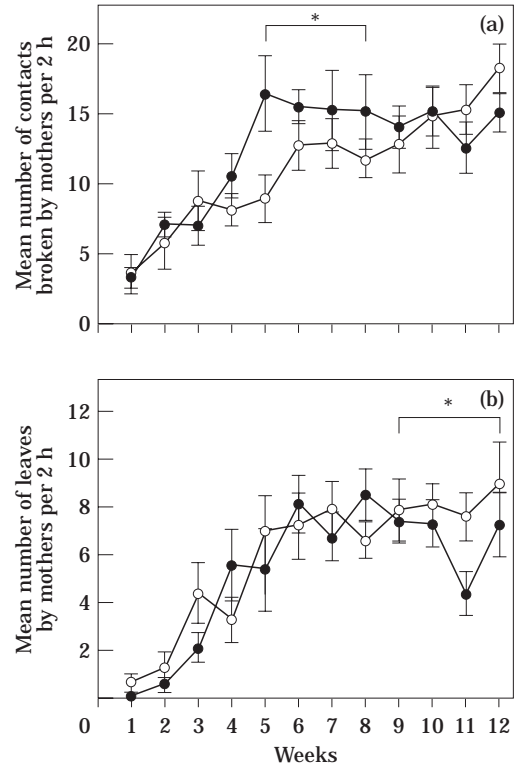 (a)
*
20
15
10
5
0
Mean number of contacts
broken by mothers per 2 h
(b)
*
12
10
8
6
4
2
0
Mean number of leaves
by mothers per 2 h
1 2 3 4 5 6 7 8 9 10 11 12
Weeks